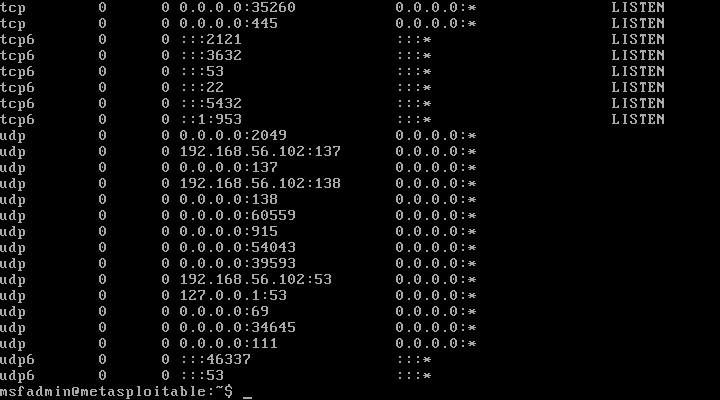 tcp 0 0 0.0.0.0:35260 0.0.0.0:* LISTEN
tcp 0 0 0.0.0.0:445 0.0.0.0:* LISTEN
tcp6 0 0 :::2121 :::* LISTEN
tcp6 0 0 :::3632 :::* LISTEN
tcp6 0 0 :::53 :::* LISTEN
tcp6 0 0 :::22 :::* LISTEN
tcp6 0 0 :::5432 :::* LISTEN
tcp6 0 0 ::1:953 :::* LISTEN
udp 0 0 0.0.0.0:2049 0.0.0.0:*
udp 0 0 192.168.56.102:137 0.0.0.0:*
udp 0 0 0.0.0.0:137 0.0.0.0:*
udp 0 0 192.168.56.102:138 0.0.0.0:*
udp 0 0 0.0.0.0:138 0.0.0.0:*
udp 0 0 0.0.0.0:60559 0.0.0.0:*
udp 0 0 0.0.0.0:915 0.0.0.0:*
udp 0 0 0.0.0.0:54043 0.0.0.0:*
udp 0 0 0.0.0.0:39593 0.0.0.0:*
udp 0 0 192.168.56.102:53 0.0.0.0:*
udp 0 0 127.0.0.1:53 0.0.0.0:*
udp 0 0 0.0.0.0:69 0.0.0.0:*
udp 0 0 0.0.0.0:34645 0.0.0.0:*
udp 0 0 0.0.0.0:111 0.0.0.0:*
udp6 0 0 :::46337 :::*
udp6 0 0 :::53 :::*
msfadmin@metasploitable:~$ _